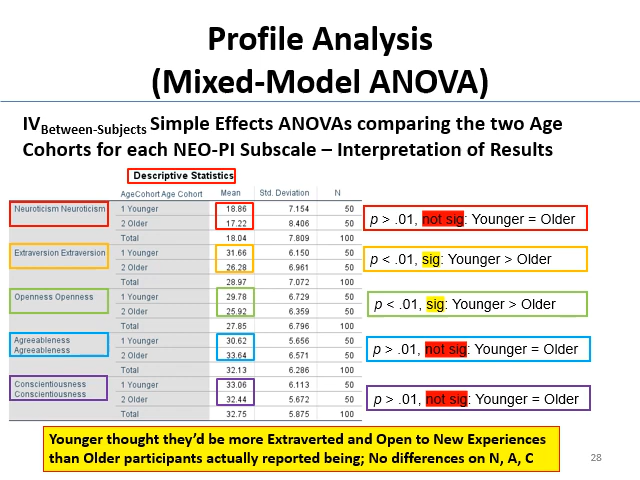 Profile Analysis
(Mixed-Model ANOVA)
IVBetween-Subjects Simple Effects ANOVAs comparing the two Age
Cohorts for each NEO-PI Subscale – Interpretation of Results
Descriptive Statistics
AgeCohort Age Cohort Mean Std. Deviation N
Neuroticism Neuroticism 1 Younger 18.86 7.154 50
2 Older 17.22 8.406 50
Total 18.04 7.809 100
p > .01, not sig: Younger = Older
Extraversion Extraversion 1 Younger 31.66 6.150 50
2 Older 26.28 6.961 50
Total 28.97 7.072 100
p < .01, sig: Younger > Older
Openness Openness 1 Younger 29.78 6.729 50
2 Older 25.92 6.359 50
Total 27.85 6.796 100
p < .01, sig: Younger > Older
Agreeableness 1 Younger 30.62 5.656 50
Agreeableness 2 Older 33.64 6.571 50
Total 32.13 6.286 100
p > .01, not sig: Younger = Older
Conscientiousness 1 Younger 33.06 6.113 50
Conscientiousness 2 Older 32.44 5.672 50
Total 32.75 5.875 100
p > .01, not sig: Younger = Older
Younger thought they'd be more Extraverted and Open to New Experiences
than Older participants actually reported being; No differences on N, A, C
28